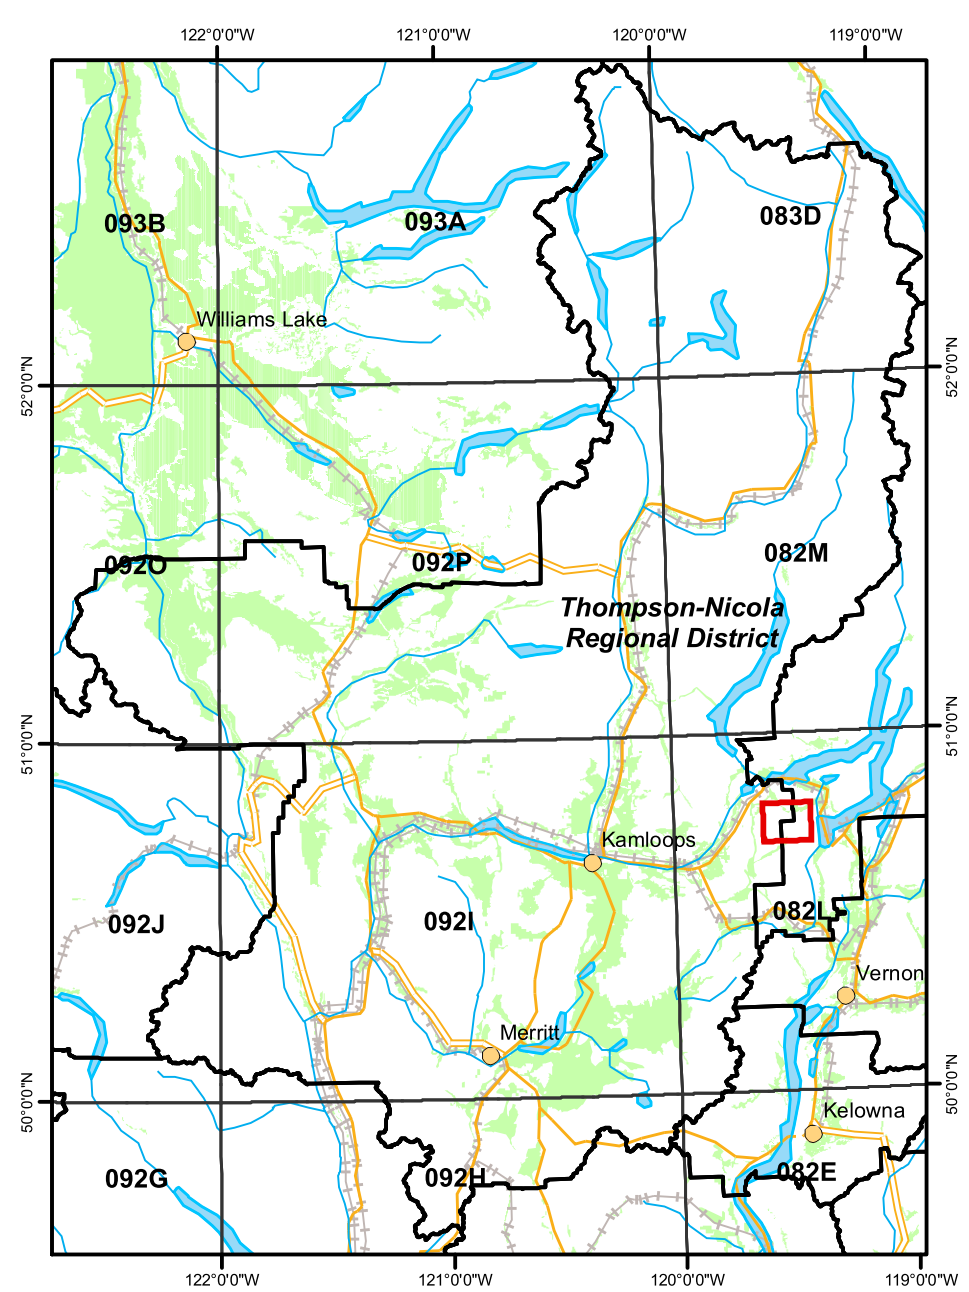 122°0'0"W
121°0'0"W
120°0'0"W
119°0'0"W
093B
093A
083D
Williams Lake
52°0'0"N
52°0'0"N
092O
092P
082M
Thompson-Nicola
Regional District
51°0'0"N
51°0'0"N
Kamloops
092J
092I
082L
Vernon
Merritt
50°0'0"N
50°0'0"N
Kelowna
092G
092H
082E
122°0'0"W
121°0'0"W
120°0'0"W
119°0'0"W